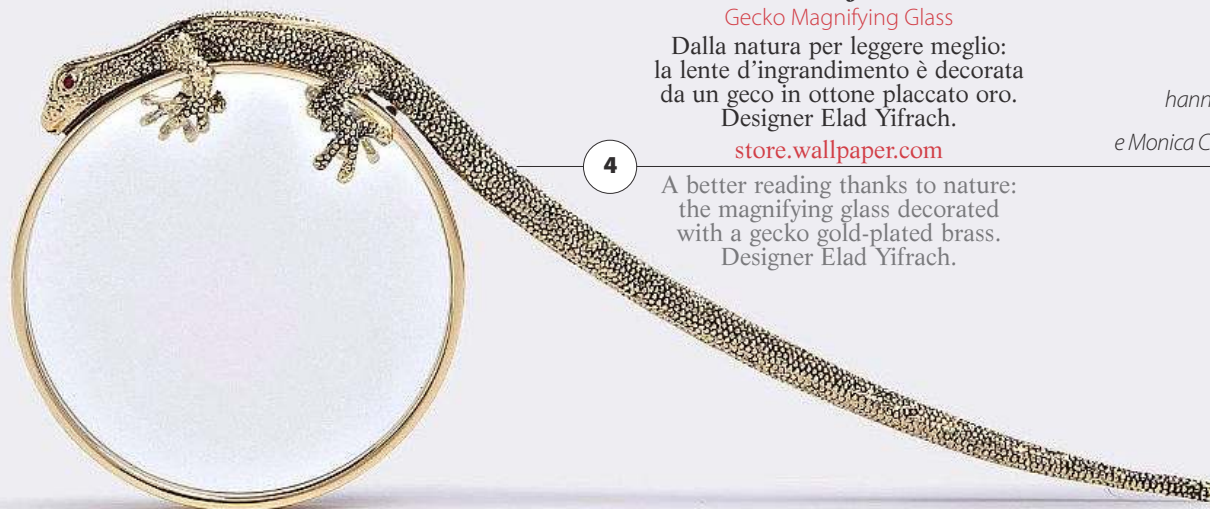 Gecko Magnifying Glass
Dalla natura per leggere meglio:
la lente d'ingrandimento è decorata
da un geco in ottone placcato oro.
Designer Elad Yifrach.
store.wallpaper.com
4
A better reading thanks to nature:
the magnifying glass decorated
with a gecko gold-plated brass.
Designer Elad Yifrach.
e Monica